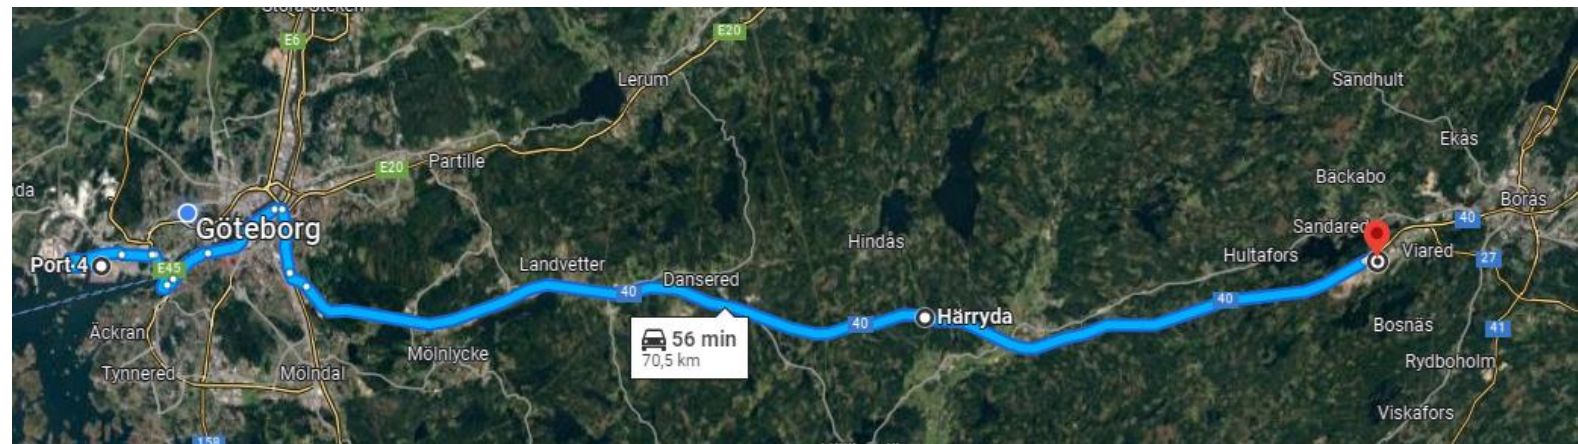 E6
E20
Lerum
Sandhult
Ekås
Partille
E20
da
Bäckabo
Borås
40
Göteborg
Sandared
Hindås
Viared
Hultafors
27
Port 4
E45
Landvetter
Dansered
40
40
Härryda
40
Bosnäs
41
Äckran
56 min
70,5 km
Mölnlycke
Rydboholm
Tynnered
Mölndal
Viskafors
158